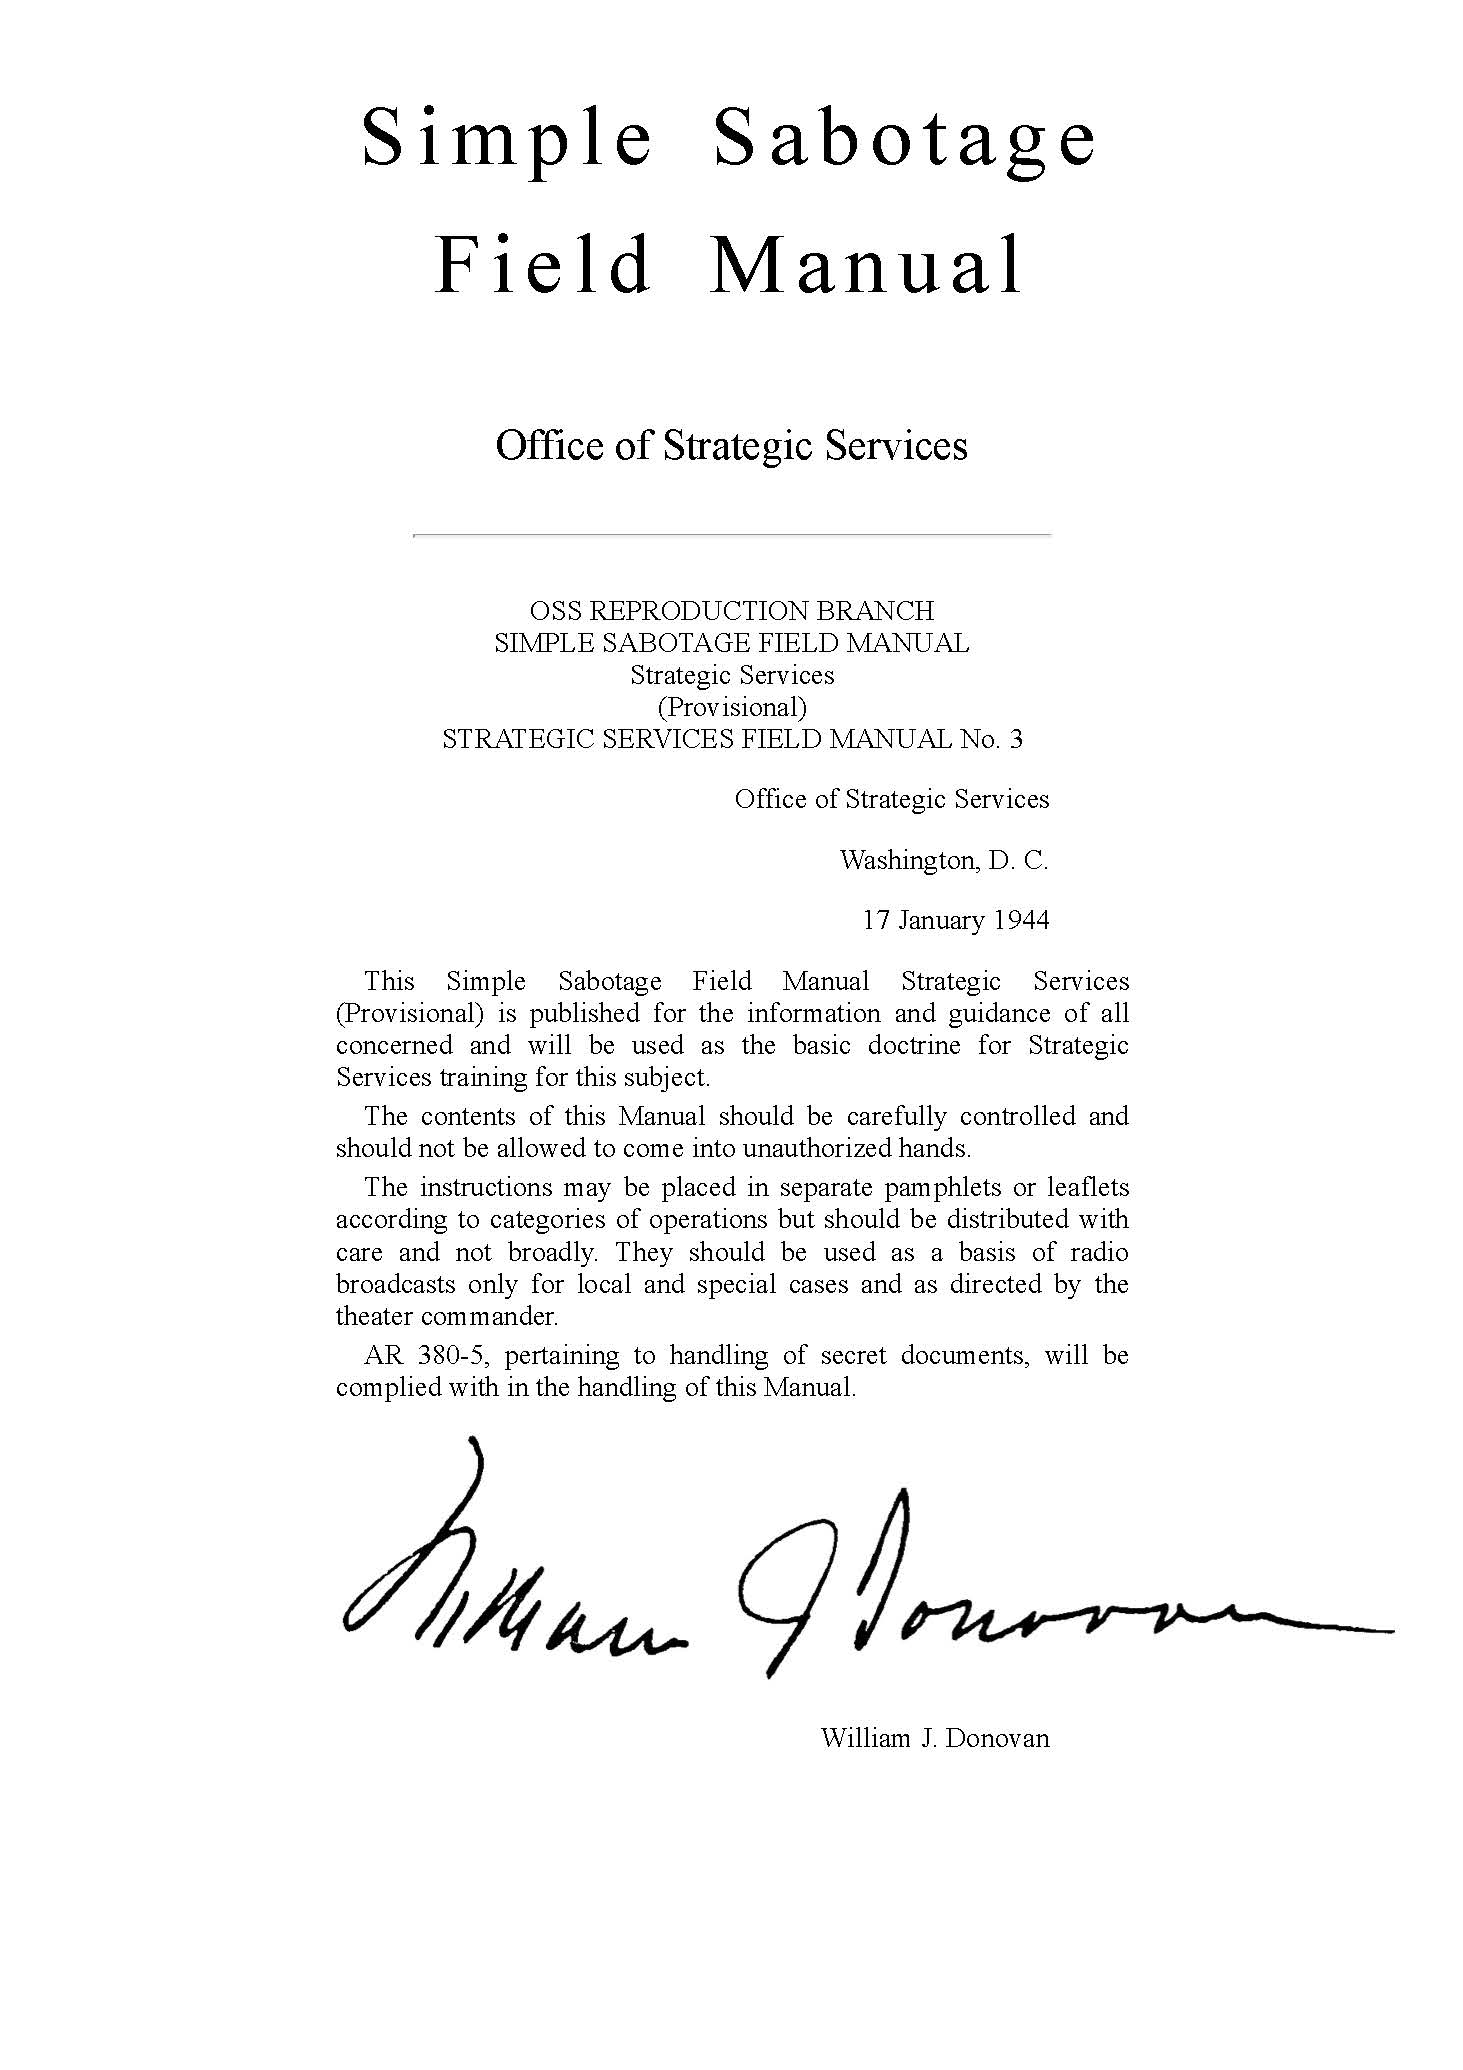 Simple Sabotage
Field Manual
Office of Strategic Services
OSS REPRODUCTION BRANCH
SIMPLE SABOTAGE FIELD MANUAL
Strategic Services
(Provisional)
STRATEGIC SERVICES FIELD MANUAL No. 3
Office of Strategic Services
Washington, D. C.
17 January 1944
This Simple Sabotage Field Manual Strategic Services
(Provisional) is published for the information and guidance of all
concerned and will be used as the basic doctrine for Strategic
Services training for this subject.
The contents of this Manual should be carefully controlled and
should not be allowed to come into unauthorized hands.
The instructions may be placed in separate pamphlets or leaflets
according to categories of operations but should be distributed with
care and not broadly. They should be used as a basis of radio
broadcasts only for local and special cases and as directed by the
theater commander.
AR 380-5, pertaining to handling of secret documents, will be
complied with in the handling of this Manual.
William J Donovan
William J. Donovan